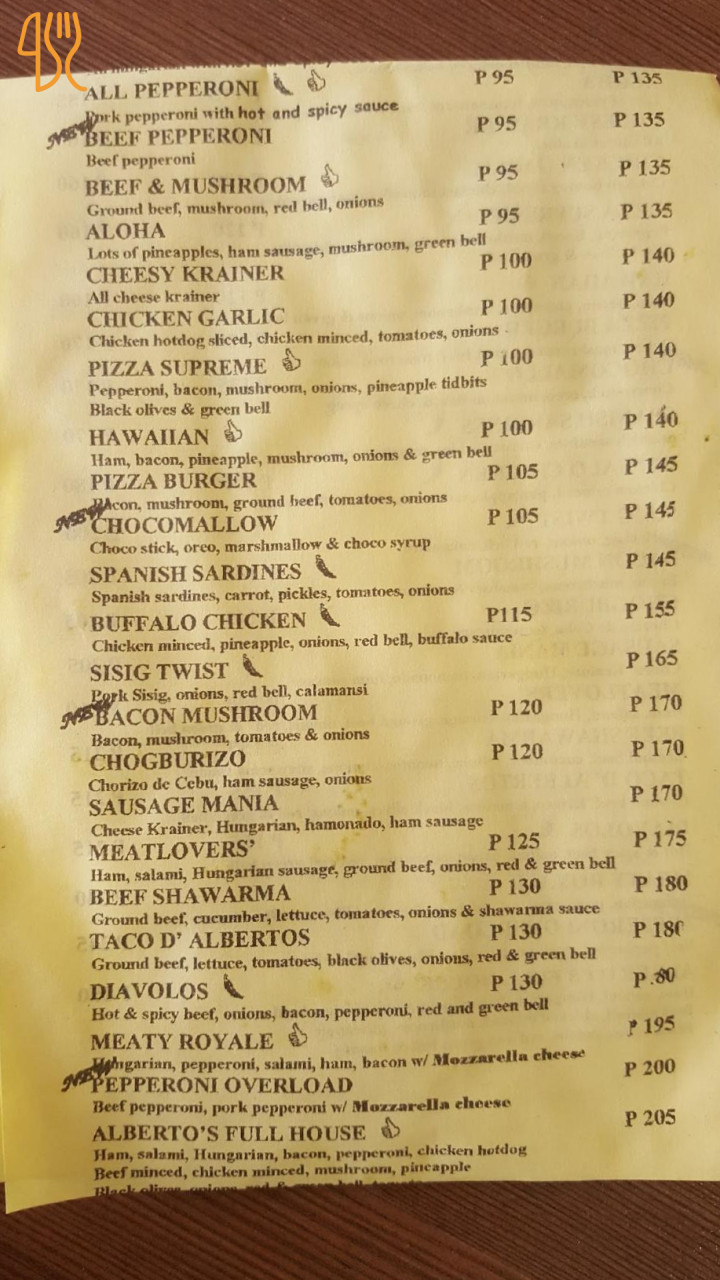 ALL PEPPERONI P 95 P 135
Pork pepperoni with hot and spicy sauce
NEW BEEF PEPPERONI P 95 P 135
Beef pepperoni
BEEF & MUSHROOM P 95 P 135
Ground beef, mushroom, red bell, onions
ALOHA P 95 P 135
Lots of pineapples, ham sausage, mushroom, green bell
CHEESY KRAINER P 100 P 140
All cheese krainer
CHICKEN GARLIC P 100 P 140
Chicken hotdog sliced, chicken minced, tomatoes, onions
PIZZA SUPREME P 100 P 140
Pepperoni, bacon, mushroom, onions, pineapple tidbits
Black olives & green bell
HAWAIIAN P 100 P 140
Ham, bacon, pineapple, mushroom, onions & green bell
PIZZA BURGER P 105 P 145
Bacon, mushroom, ground beef, tomatoes, onions
NEW CHOCOMALLOW P 105 P 145
Choco stick, oreo, marshmallow & choco syrup
SPANISH SARDINES P 145
Spanish sardines, carrot, pickles, tomatoes, onions
BUFFALO CHICKEN P115 P 155
Chicken minced, pineapple, onions, red bell, buffalo sauce
SISIG TWIST P 165
Pork Sisig, onions, red bell, calamansi
NEW BACON MUSHROOM P 120 P 170
Bacon, mushroom, tomatoes & onions
CHOGBURIZO P 120 P 170
Chorizo de Cebu, ham sausage, onions
SAUSAGE MANIA P 170
Cheese Krainer, Hungarian, hamonado, ham sausage
MEATLOVERS' P 125 P 175
Ham, salami, Hungarian sausage, ground beef, onions, red & green bell
BEEF SHAWARMA P 130 P 180
Ground beef, cucumber, lettuce, tomatoes, onions & shawarma sauce
TACO D' ALBERTOS P 130 P 180
Ground beef, lettuce, tomatoes, black olives, onions, red & green bell
DIAVOLOS P 130 P 80
Hot & spicy beef, onions, bacon, pepperoni, red and green bell
MEATY ROYALE P 195
Hungarian, pepperoni, salami, ham, bacon w/ Mozzarella cheese
NEW PEPPERONI OVERLOAD P 200
Beef pepperoni, pork pepperoni w/ Mozzarella cheese
ALBERTO'S FULL HOUSE P 205
Ham, salami, Hungarian, bacon, pepperoni, chicken hotdog
Beef minced, chicken minced, mushroom, pineapple
Black olives, onions, red & green bell